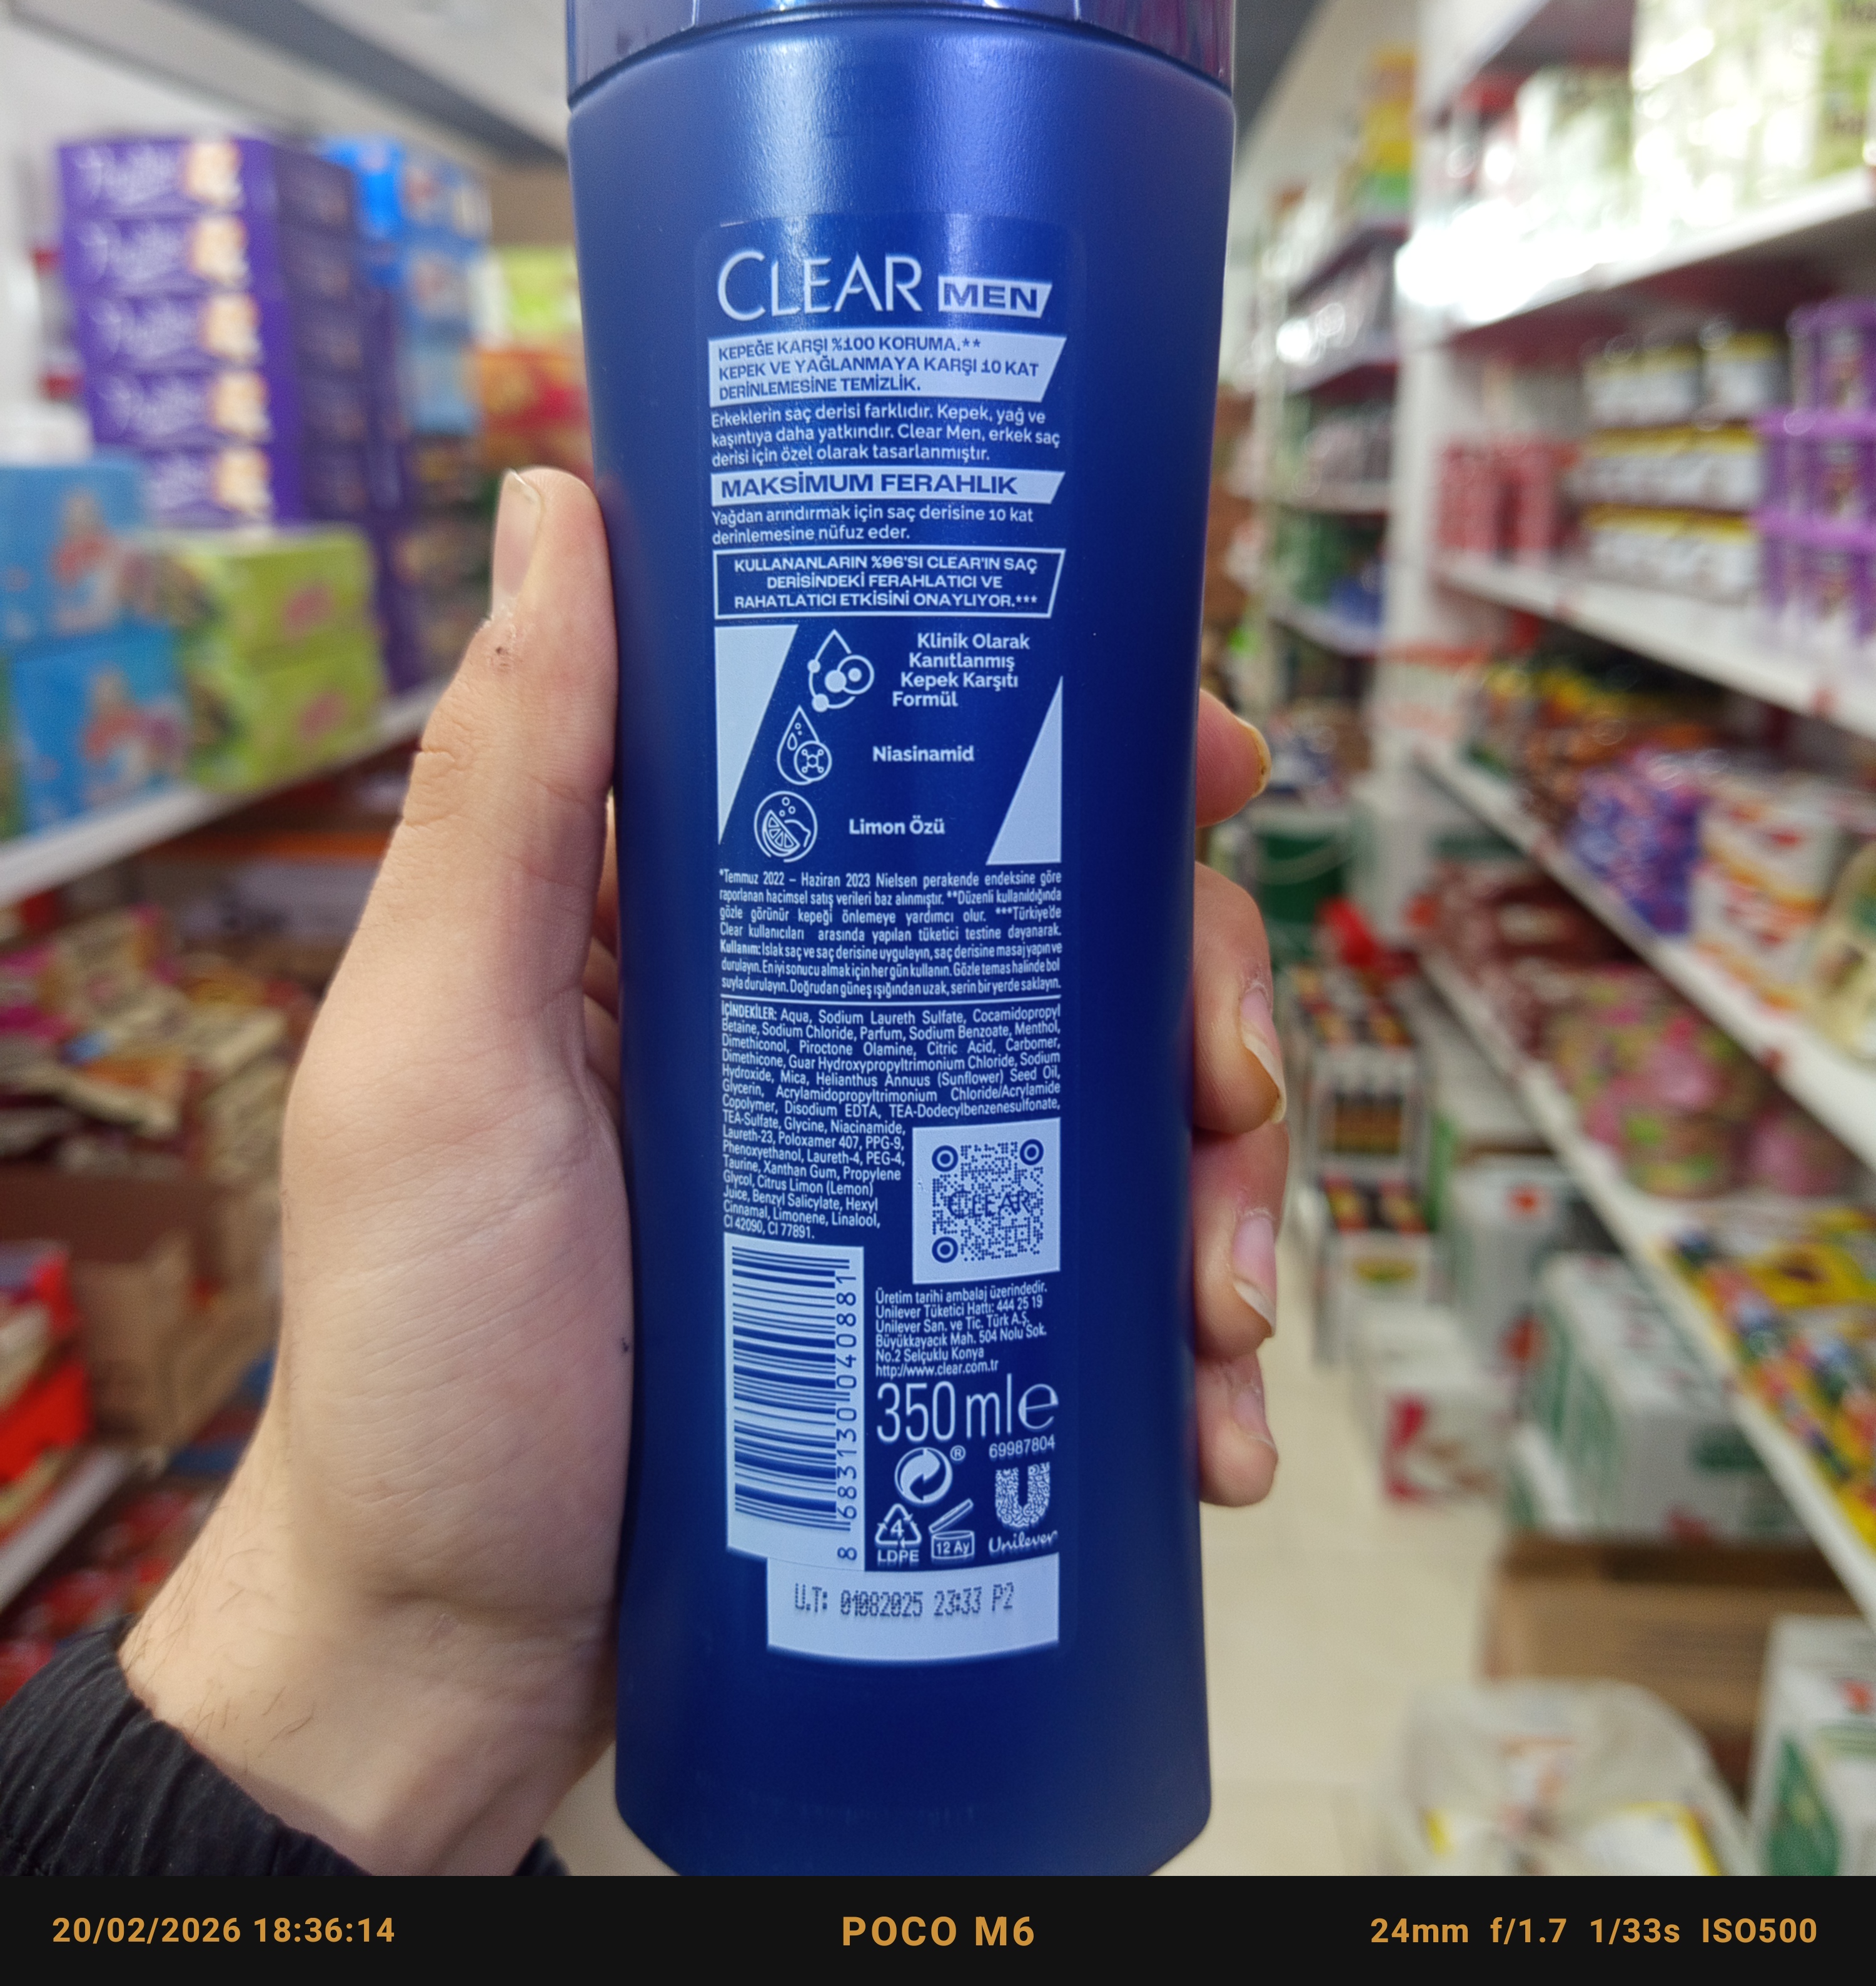 CLEAR MEN
KEPEĞE KARŞI %100 KORUMA.**
KEPEK VE YAĞLANMAYA KARŞI 10 KAT
DERİNLEMESİNE TEMİZLİK.
Erkeklerin saç derisi farklıdır. Kepek, yağ ve
kaşıntıya daha yatkındır. Clear Men, erkek saç
derisi için özel olarak tasarlanmıştır.
MAKSİMUM FERAHLIK
Yağdan arındırmak için saç derisine 10 kat
derinlemesine nüfuz eder.
KULLANANLARIN %96'SI CLEAR'IN SAÇ
DERİSİNDEKİ FERAHLATICI VE
RAHATLATICI ETKİSİNİ ONAYLIYOR.***
Klinik Olarak
Kanıtlanmış
Kepek Karşıtı
Formül
Niasinamid
Limon Özü
*Temmuz 2022 – Haziran 2023 Nielsen perakende endeksine göre
raporlanan hacimsel satış verileri baz alınmıştır. **Düzenli kullanıldığında
gözle görünür kepeği önlemeye yardımcı olur. ***Türkiye'de
Clear kullanıcıları arasında yapılan tüketici testine dayanarak.
Kullanım: Islak saç ve saç derisine uygulayın, saç derisine masaj yapın ve
durulayın. En iyi sonucu almak için her gün kullanın. Gözle temas halinde bol
suyla durulayın. Doğrudan güneş ışığından uzak, serin bir yerde saklayın.
İÇİNDEKİLER: Aqua, Sodium Laureth Sulfate, Cocamidopropyl
Betaine, Sodium Chloride, Parfum, Sodium Benzoate, Menthol,
Dimethiconol, Piroctone Olamine, Citric Acid, Carbomer,
Dimethicone, Guar Hydroxypropyltrimonium Chloride, Sodium
Hydroxide, Mica, Helianthus Annuus (Sunflower) Seed Oil,
Glycerin, Acrylamidopropyltrimonium Chloride/Acrylamide
Copolymer, Disodium EDTA, TEA-Dodecylbenzenesulfonate,
TEA-Sulfate, Glycine, Niacinamide,
Laureth-23, Poloxamer 407, PPG-9,
Phenoxyethanol, Laureth-4, PEG-4,
Taurine, Xanthan Gum, Propylene
Glycol, Citrus Limon (Lemon)
Juice, Benzyl Salicylate, Hexyl
Cinnamal, Limonene, Linalool,
CI 42090, CI 77891.
CLEAR
8 683130 040881
Üretim tarihi ambalaj üzerindedir.
Unilever Tüketici Hattı: 444 25 19
Unilever San. ve Tic. Türk A.Ş.
Büyükkayacık Mah. 504 Nolu Sok.
No.2 Selçuklu Konya
http://www.clear.com.tr
350 ml e
69987804
®
4
LDPE
12 Ay
Unilever
U.T: 01082025 23:33 P2
20/02/2026 18:36:14
POCO M6
24mm f/1.7 1/33s ISO500